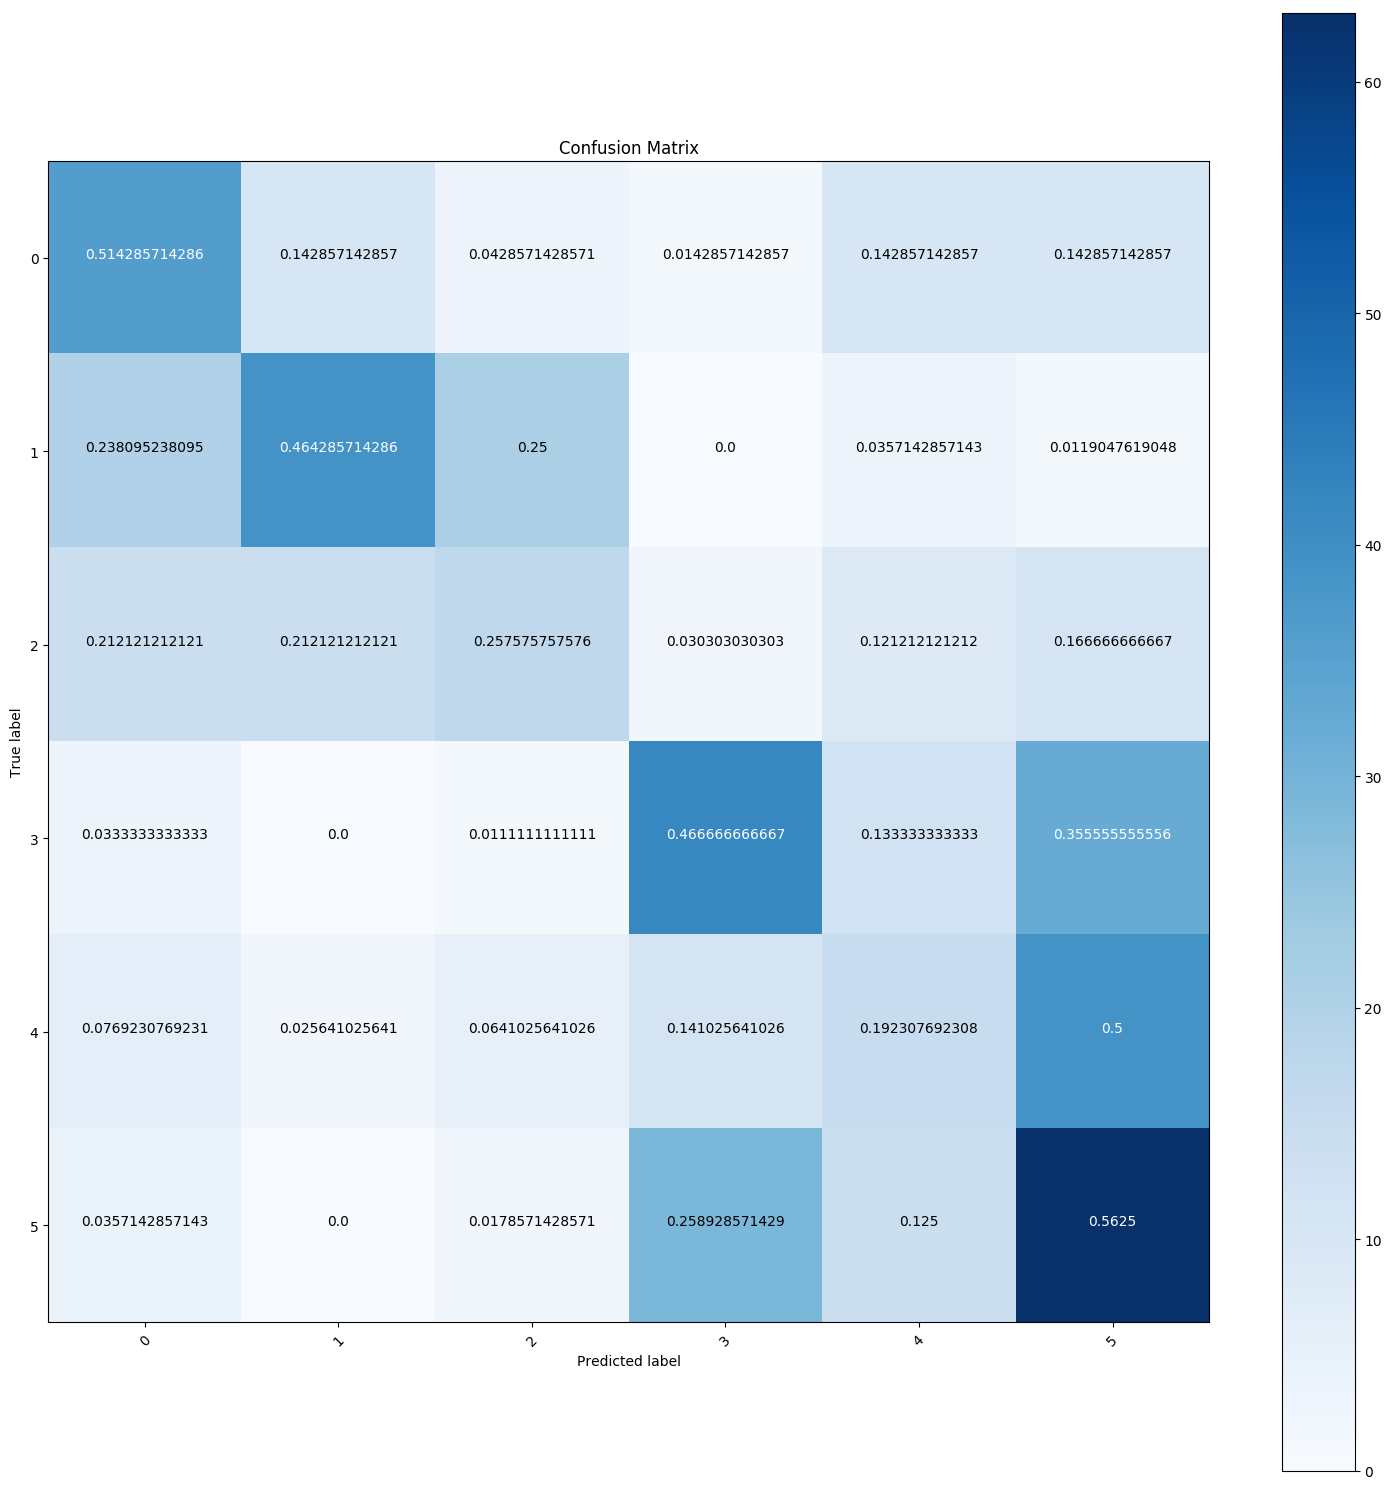 Confusion Matrix
0 0.514285714286 0.142857142857 0.0428571428571 0.0142857142857 0.142857142857 0.142857142857
1 0.238095238095 0.464285714286 0.25 0.0 0.0357142857143 0.0119047619048
2 0.212121212121 0.212121212121 0.257575757576 0.030303030303 0.121212121212 0.166666666667
True label
3 0.0333333333333 0.0 0.0111111111111 0.466666666667 0.133333333333 0.355555555556
4 0.0769230769231 0.025641025641 0.0641025641026 0.141025641026 0.192307692308 0.5
5 0.0357142857143 0.0 0.0178571428571 0.258928571429 0.125 0.5625
0 1 2 3 4 5
Predicted label
60
50
40
30
20
10
0